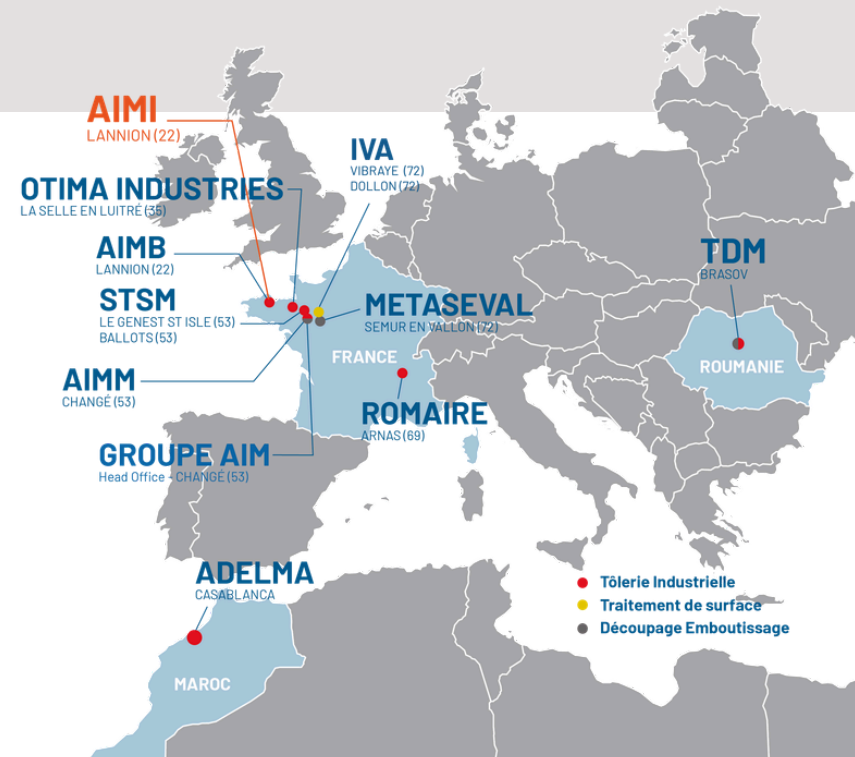 AIMI
LANNION (22)
IVA
VIBRAYE (72)
DOLLON (72)
OTIMA INDUSTRIES
LA SELLE EN LUITRÉ (35)
AIMB
LANNION (22)
TDM
BRASOV
STSM
LE GENEST ST ISLE (53)
BALLOTS (53)
METASEVAL
SEMUR EN VALLON (72)
FRANCE
ROUMANIE
AIMM
CHANGÉ (53)
ROMAIRE
ARNAS (69)
GROUPE AIM
Head Office - CHANGÉ (53)
ADELMA
CASABLANCA
MAROC
Tôlerie Industrielle
Traitement de surface
Découpage Emboutissage